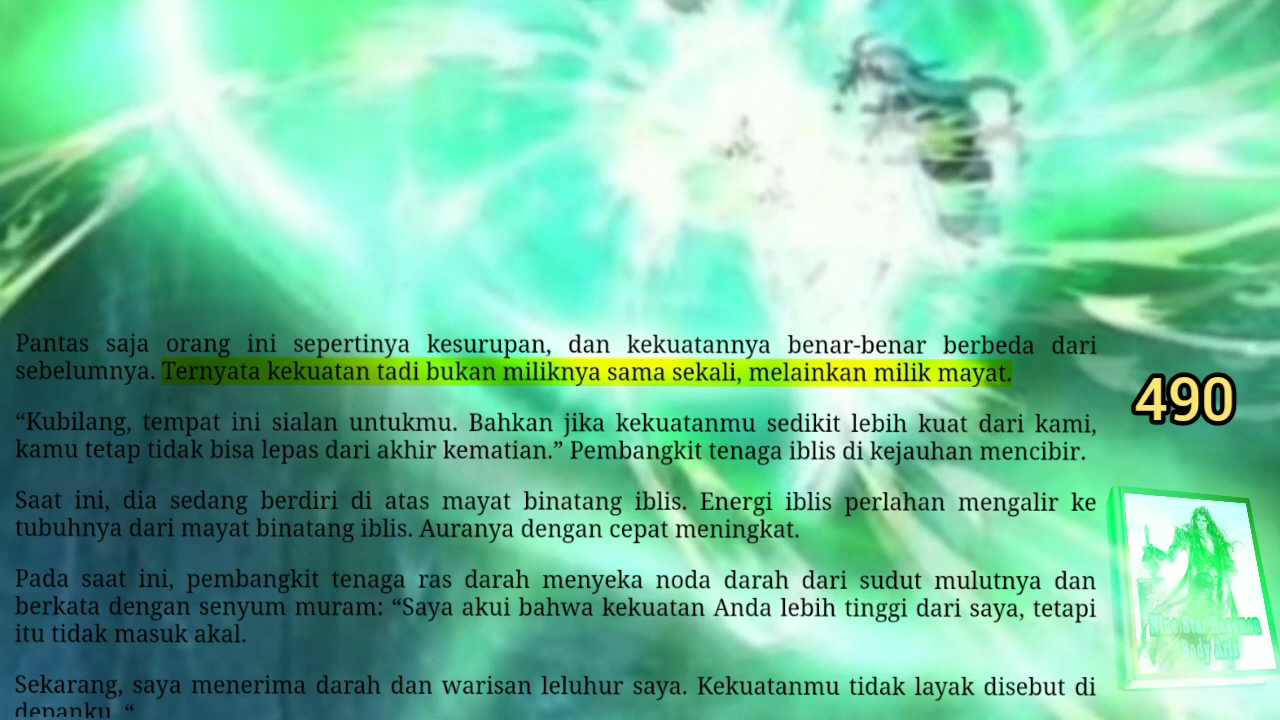 Pantas saja orang ini sepertinya kesurupan, dan kekuatannya benar-benar berbeda dari
sebelumnya. Ternyata kekuatan tadi bukan miliknya sama sekali, melainkan milik mayat.
“Kubilang, tempat ini sialan untukmu. Bahkan jika kekuatanmu sedikit lebih kuat dari kami,
kamu tetap tidak bisa lepas dari akhir kematian.” Pembangkit tenaga iblis di kejauhan mencibir.
Saat ini, dia sedang berdiri di atas mayat binatang iblis. Energi iblis perlahan mengalir ke
tubuhnya dari mayat binatang iblis. Auranya dengan cepat meningkat.
Pada saat ini, pembangkit tenaga ras darah menyeka noda darah dari sudut mulutnya dan
berkata dengan senyum muram: “Saya akui bahwa kekuatan Anda lebih tinggi dari saya, tetapi
itu tidak masuk akal.
Sekarang, saya menerima darah dan warisan leluhur saya. Kekuatanmu tidak layak disebut di
depanku. “
490
Nine Star Hegemon
Body Arts